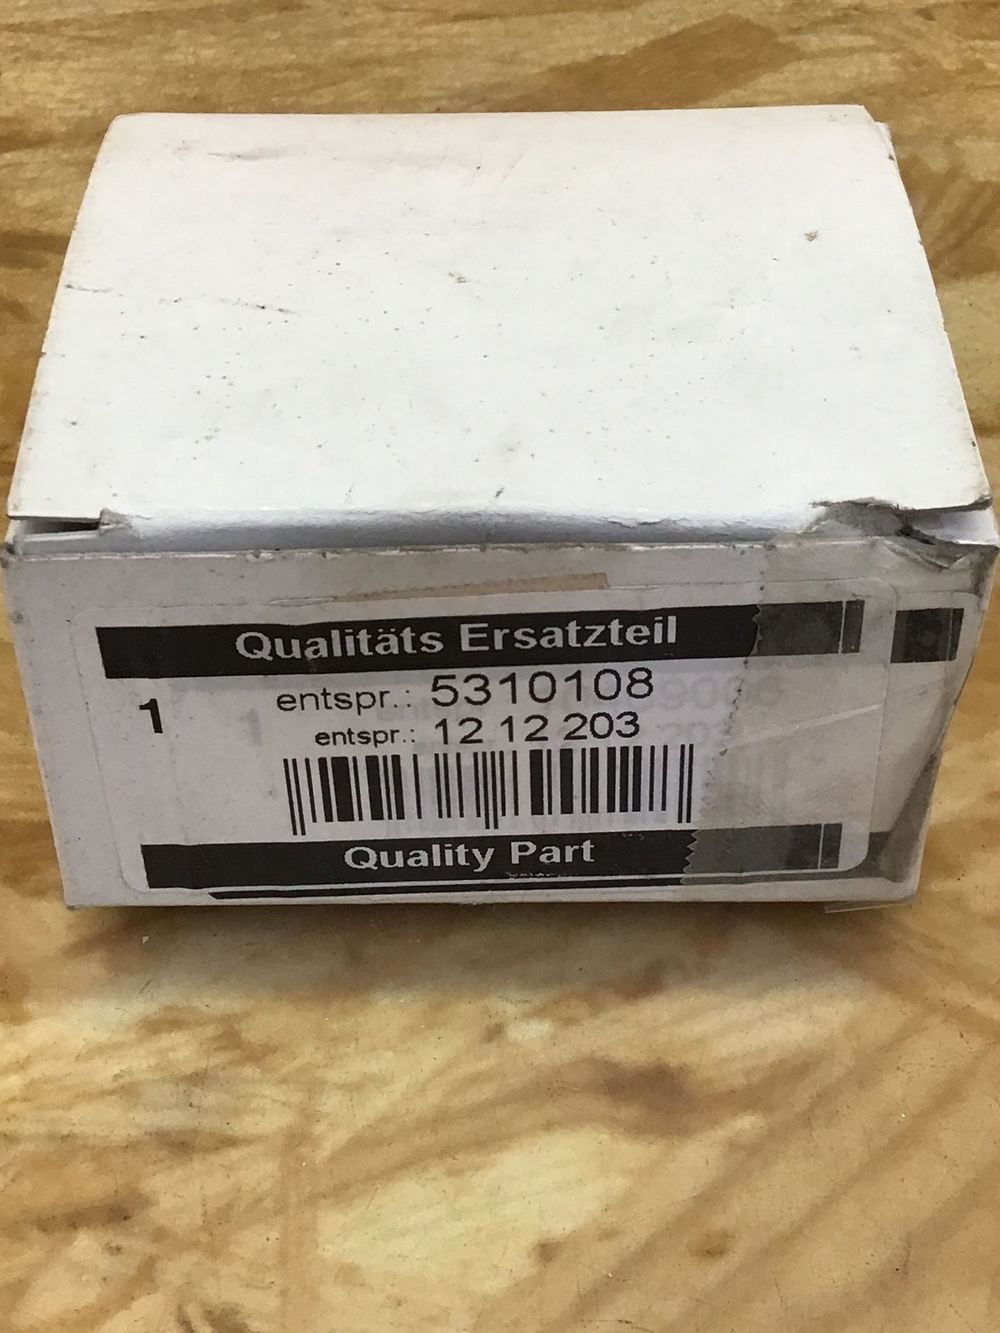 Qualitäts Ersatzteil
1
entspr.: 5310108
entspr.: 12 12 203
Quality Part